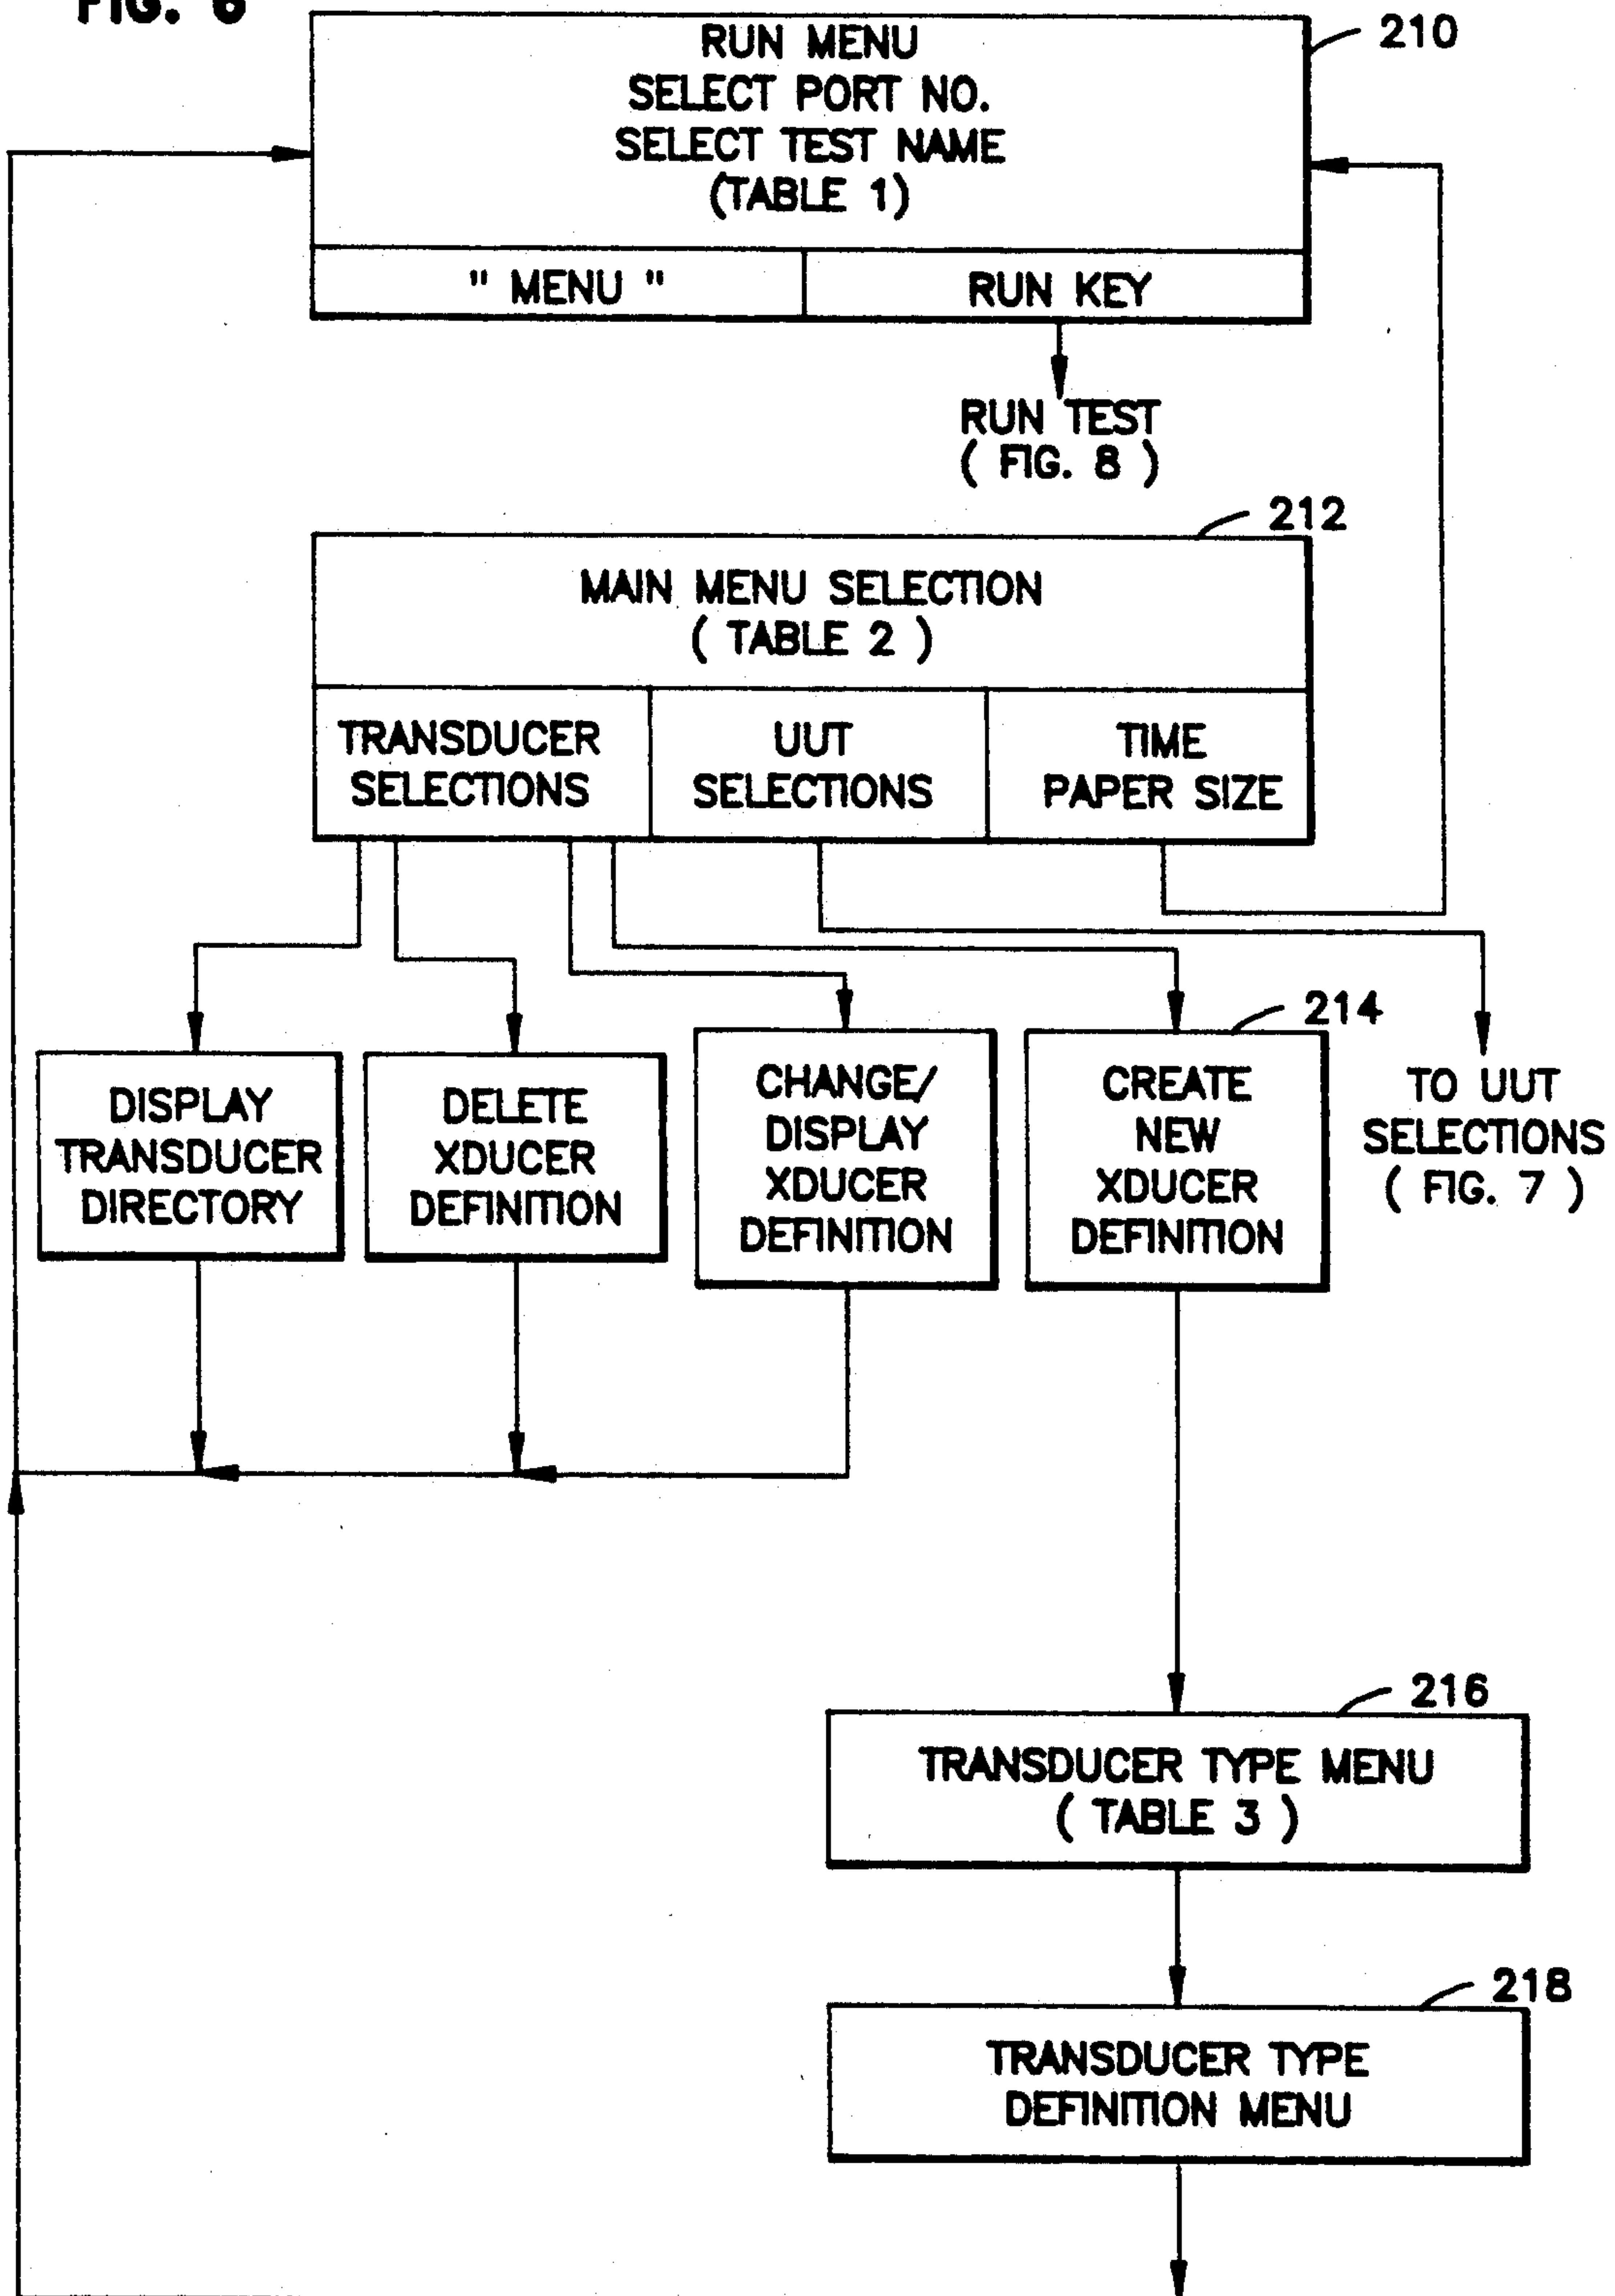 FIG. 6
210
RUN MENU
SELECT PORT NO.
SELECT TEST NAME
(TABLE 1)
" MENU "
RUN KEY
RUN TEST
( FIG. 8 )
212
MAIN MENU SELECTION
( TABLE 2 )
TRANSDUCER
SELECTIONS
UUT
SELECTIONS
TIME
PAPER SIZE
DISPLAY
TRANSDUCER
DIRECTORY
DELETE
XDUCER
DEFINITION
CHANGE/
DISPLAY
XDUCER
DEFINITION
214
CREATE
NEW
XDUCER
DEFINITION
TO UUT
SELECTIONS
( FIG. 7 )
216
TRANSDUCER TYPE MENU
( TABLE 3 )
218
TRANSDUCER TYPE
DEFINITION MENU